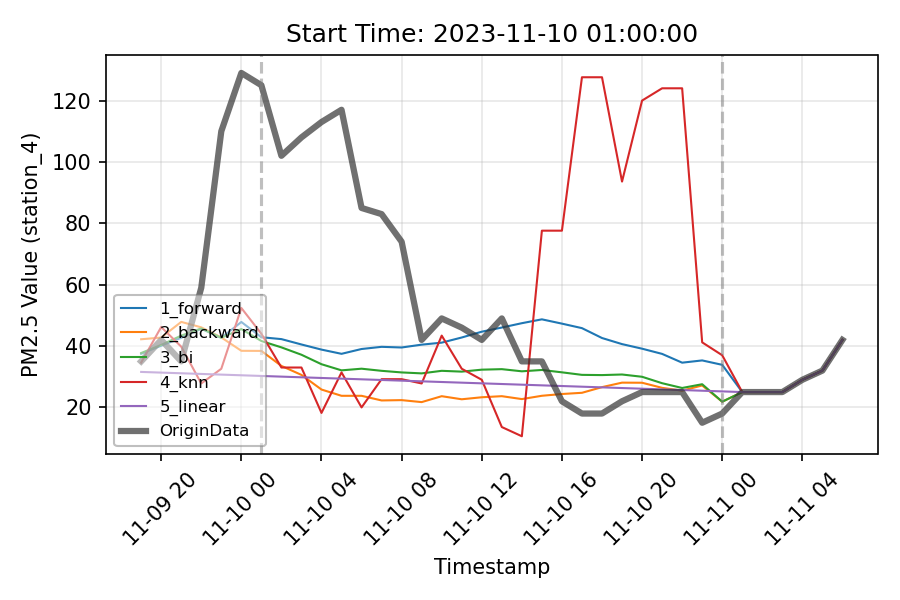 Start Time: 2023-11-10 01:00:00
PM2.5 Value (station_4)
120
100
80
60
40
20
1_forward
2_backward
3_bi
4_knn
5_linear
OriginData
11-09 20
11-10 00
11-10 04
11-10 08
11-10 12
11-10 16
11-10 20
11-11 00
11-11 04
Timestamp